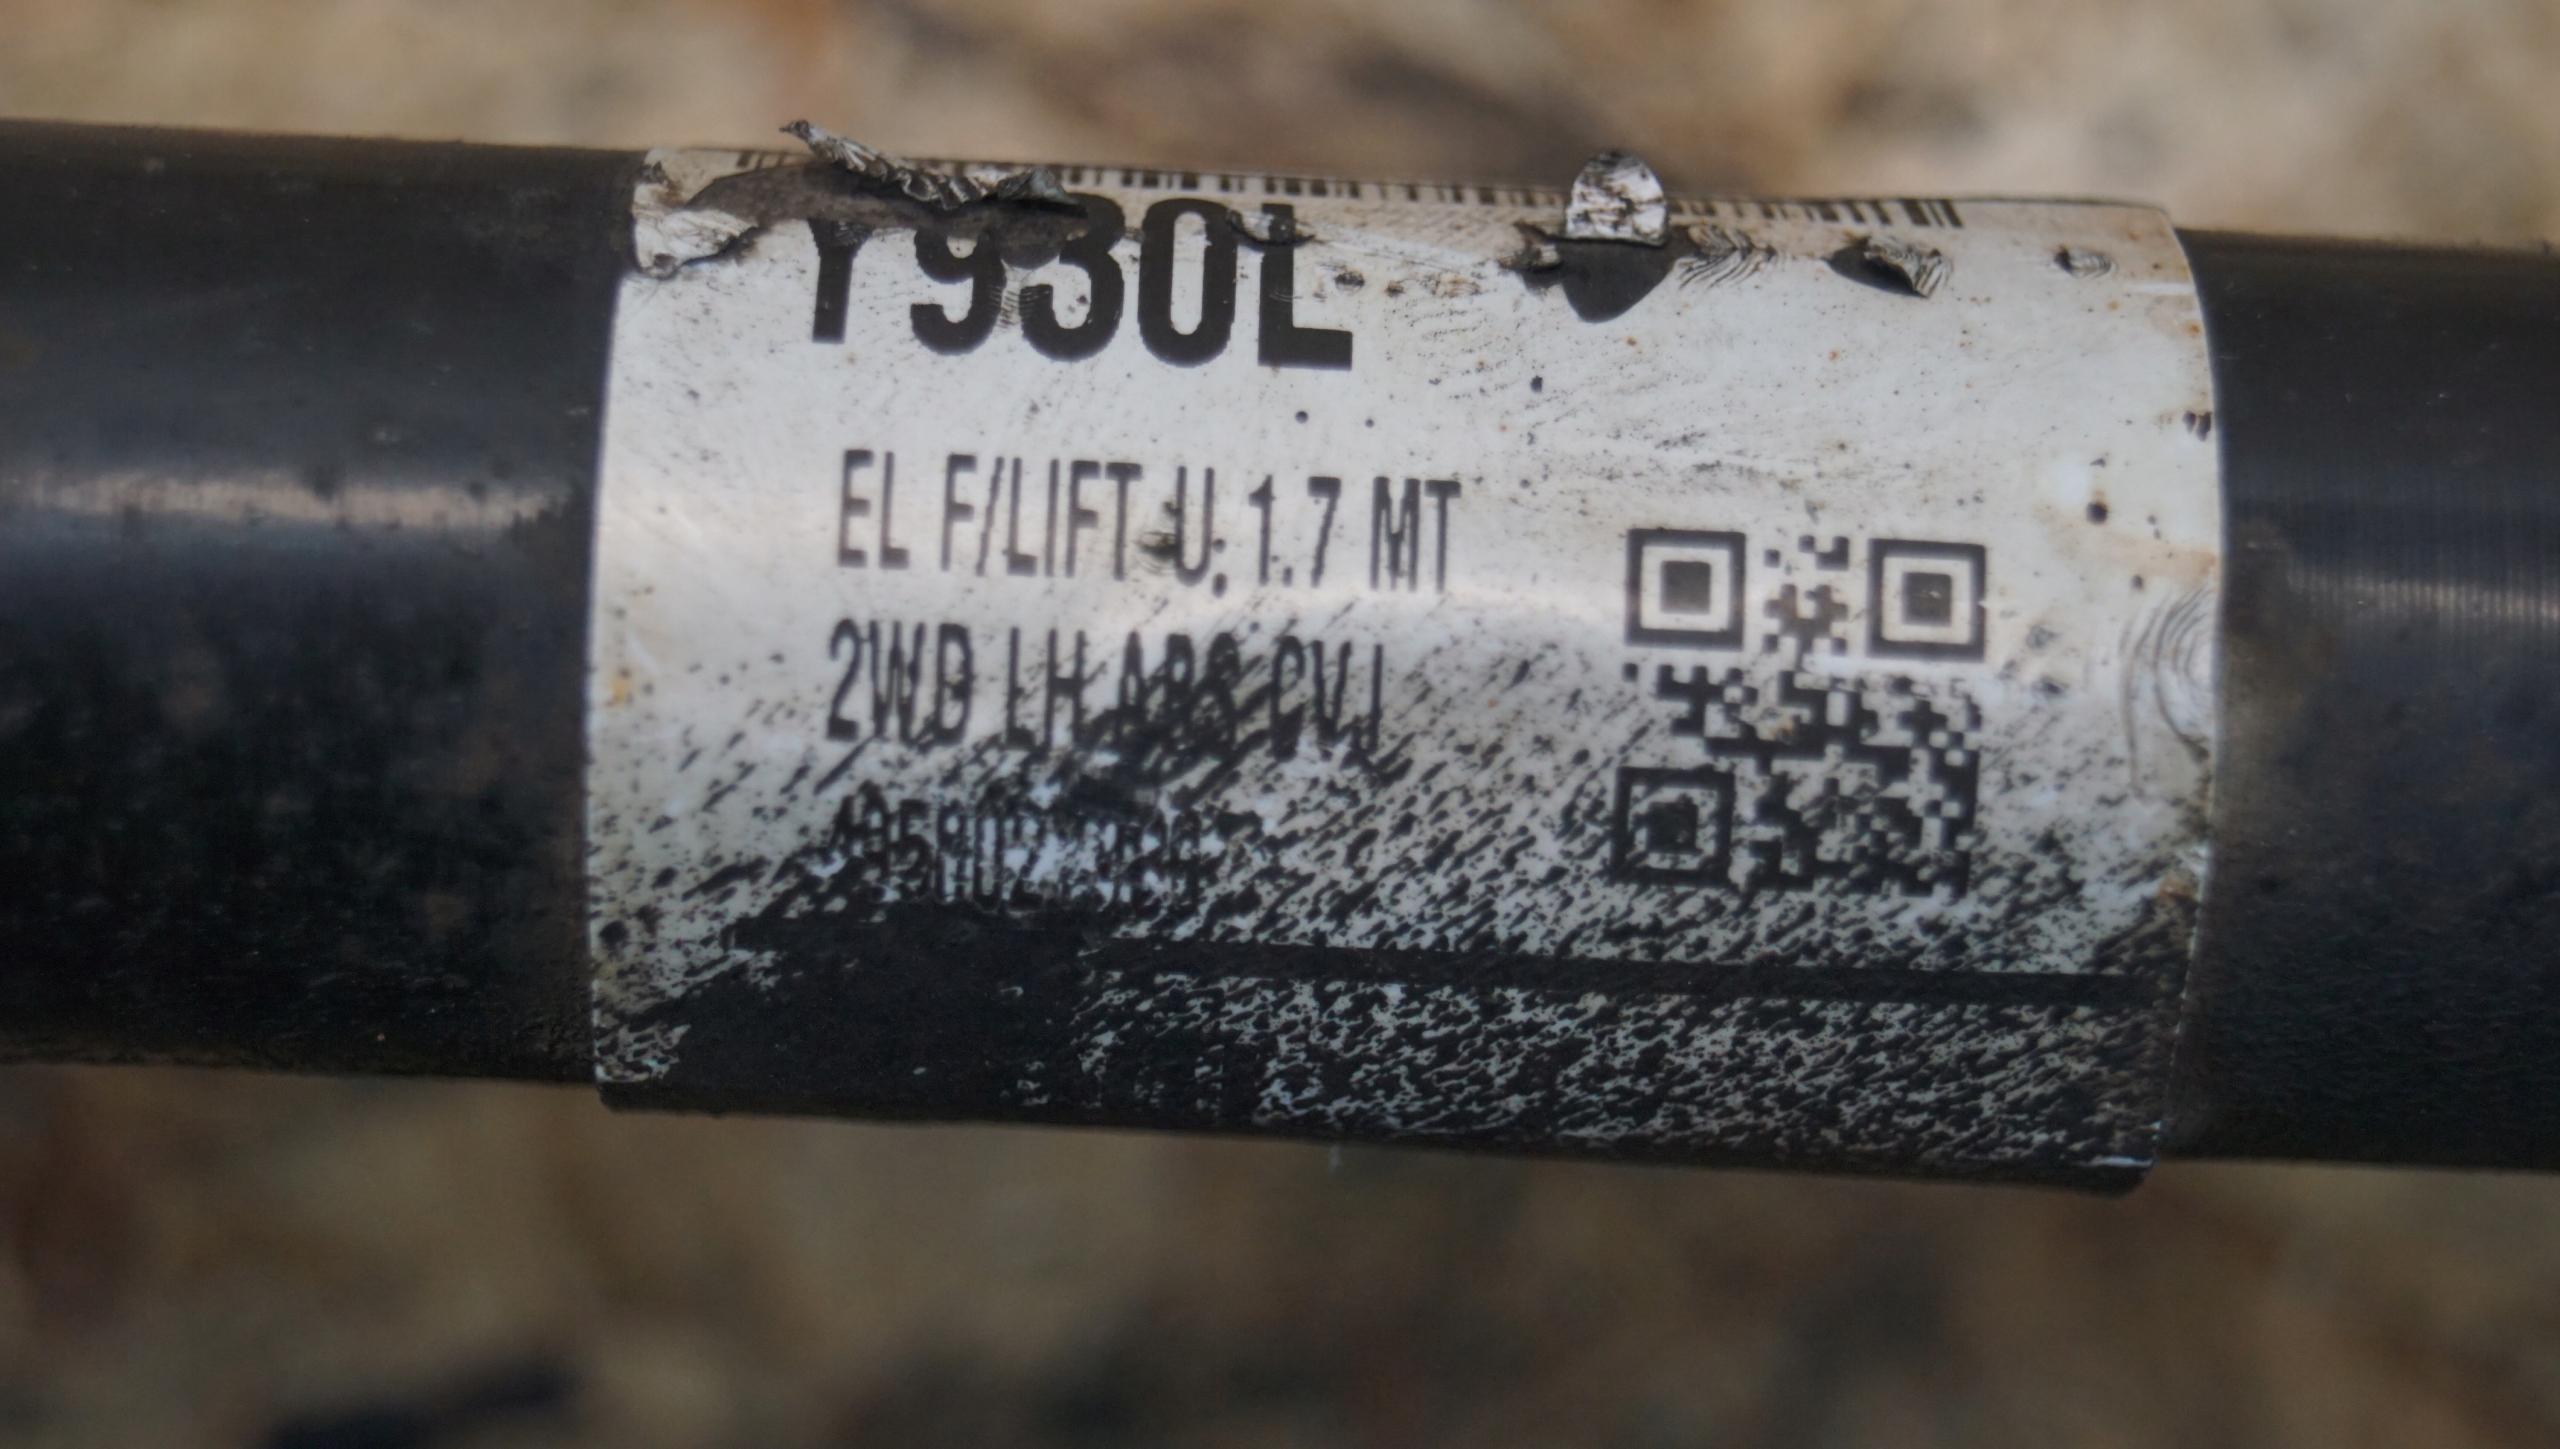 Y930L
EL F/LIFT U. 1.7 MT
2WD LH ABS CVJ